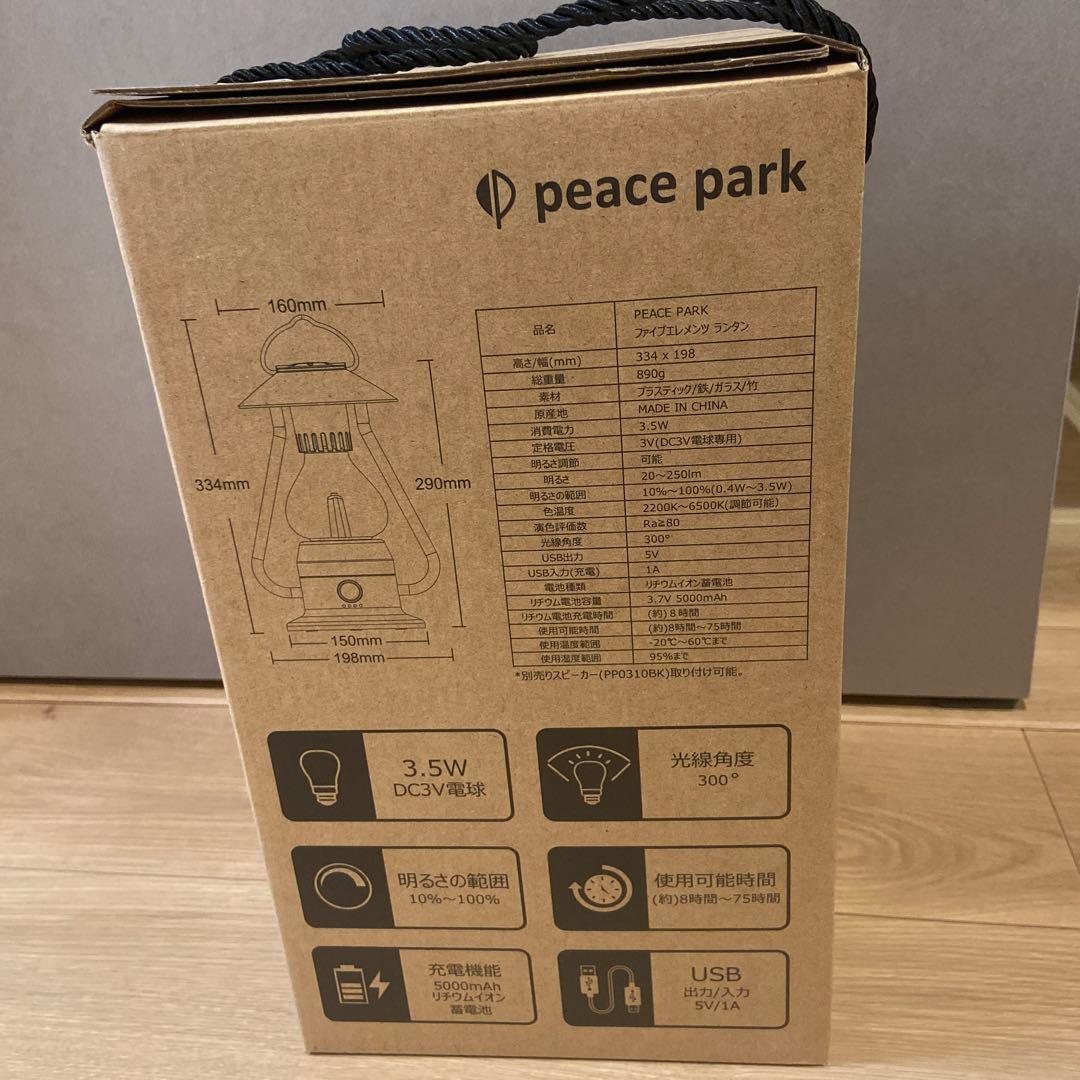 peace park
160mm
334mm
290mm
150mm
198mm
品名 PEACE PARK
ファイブエレメンツ ランタン
高さ/幅(mm) 334 x 198
総重量 890g
素材 プラスティック/鉄/ガラス/竹
原産地 MADE IN CHINA
消費電力 3.5W
定格電圧 3V(DC3V電球専用)
明るさ調節 可能
明るさ 20～250lm
明るさの範囲 10%～100%(0.4W～3.5W)
色温度 2200K～6500K(調節可能)
演色評価数 Ra≧80
光線角度 300°
USB出力 5V
USB入力(充電) 1A
電池種類 リチウムイオン蓄電池
リチウム電池容量 3.7V 5000mAh
リチウム電池充電時間 (約)８時間
使用可能時間 (約)8時間～75時間
使用温度範囲 -20℃～60℃まで
使用湿度範囲 95%まで
*別売りスピーカー(PP0310BK)取り付け可能。
3.5W
DC3V電球
光線角度
300°
明るさの範囲
10%～100%
使用可能時間
(約)8時間～75時間
充電機能
5000mAh
リチウムイオン
蓄電池
USB
出力/入力
5V/1A